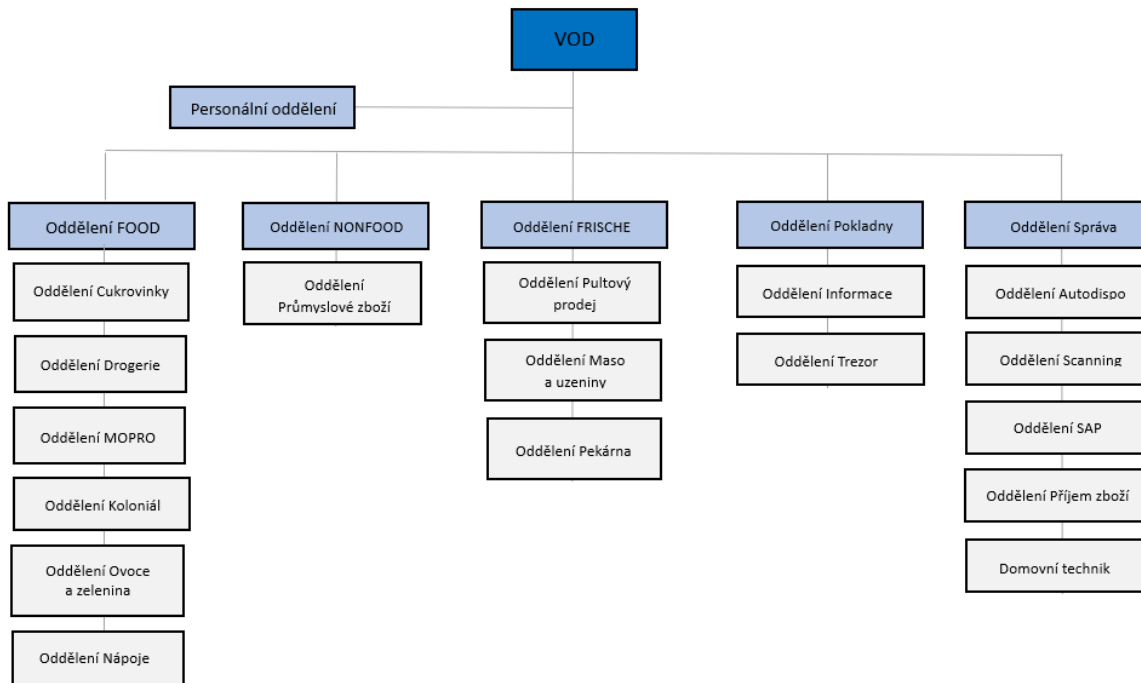 VOD
Personální oddělení
Oddělení FOOD
Oddělení Cukrovinky
Oddělení Drogerie
Oddělení MOPRO
Oddělení Koloniál
Oddělení Ovoce
a zelenina
Oddělení Nápoje
Oddělení NONFOOD
Oddělení
Průmyslové zboží
Oddělení FRISCHE
Oddělení Pultový
prodej
Oddělení Maso
a uzeniny
Oddělení Pekárna
Oddělení Pokladny
Oddělení Informace
Oddělení Trezor
Oddělení Správa
Oddělení Autodispo
Oddělení Scanning
Oddělení SAP
Oddělení Příjem zboží
Domovní technik